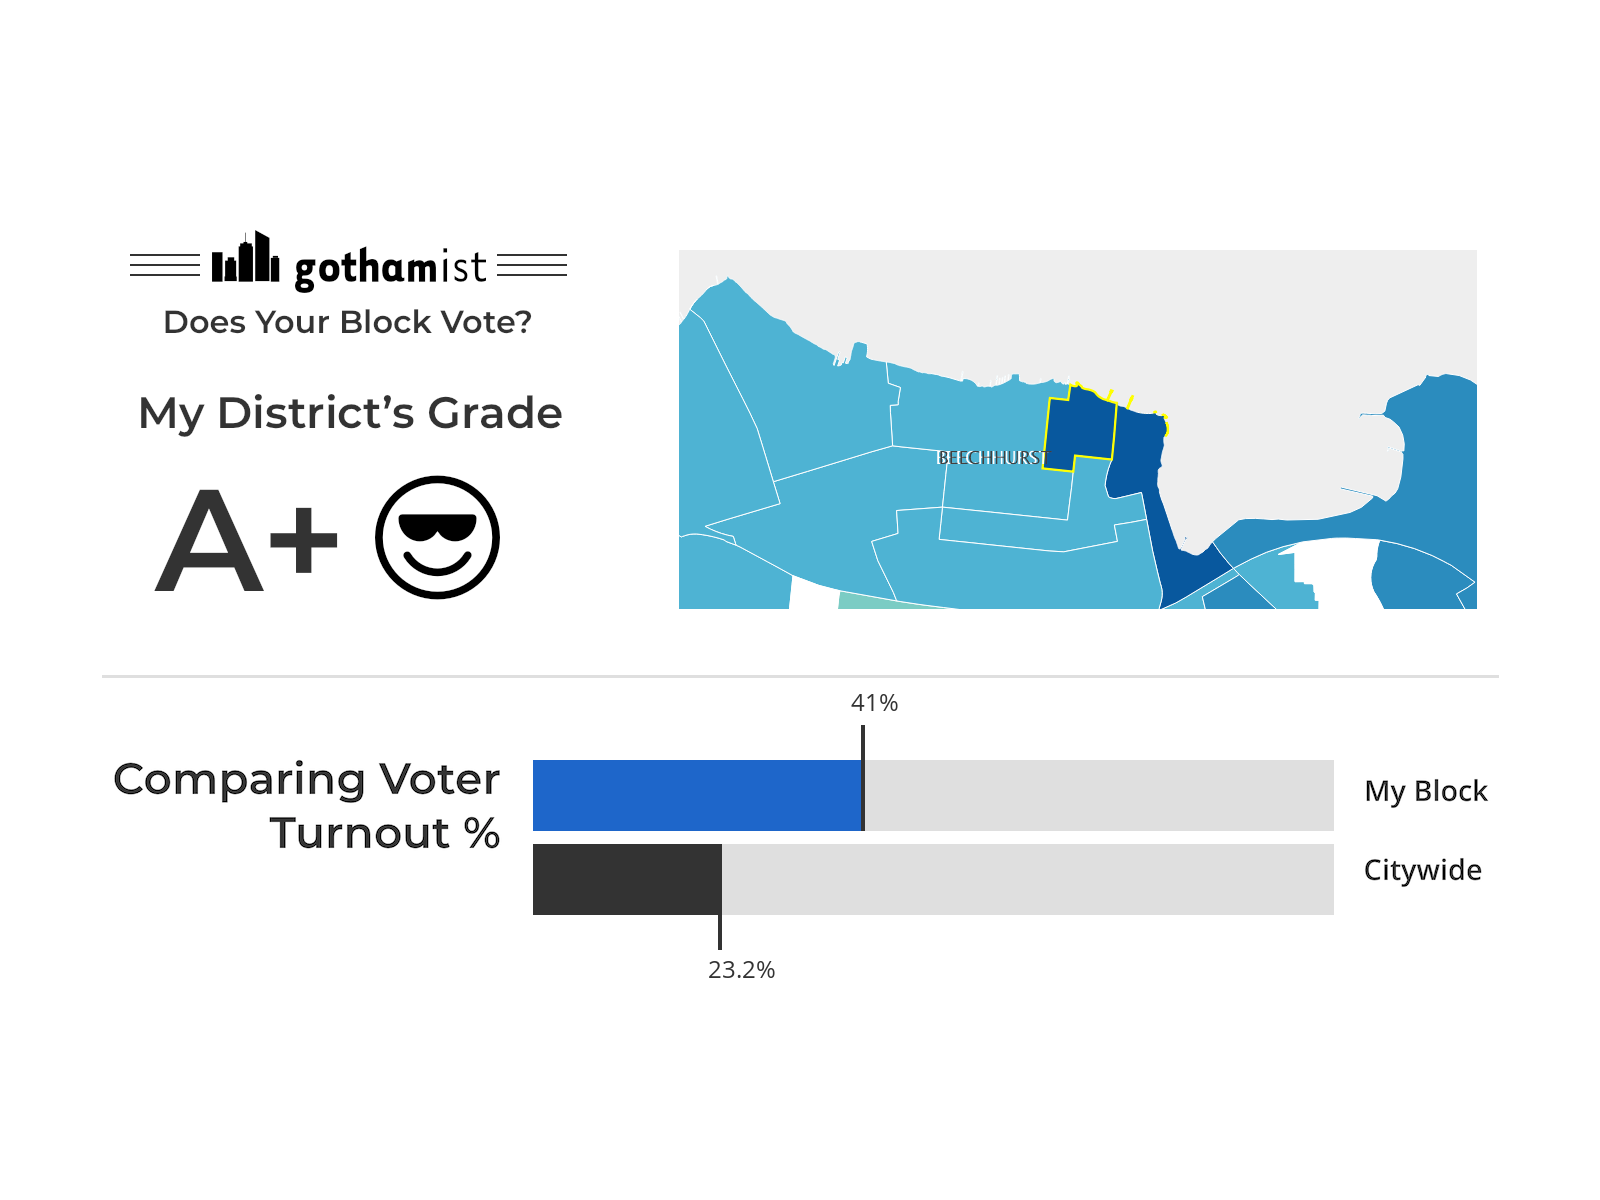 gothamist
Does Your Block Vote?
My District’s Grade
A+
BEECHHURST
41%
Comparing Voter
Turnout %
My Block
Citywide
23.2%